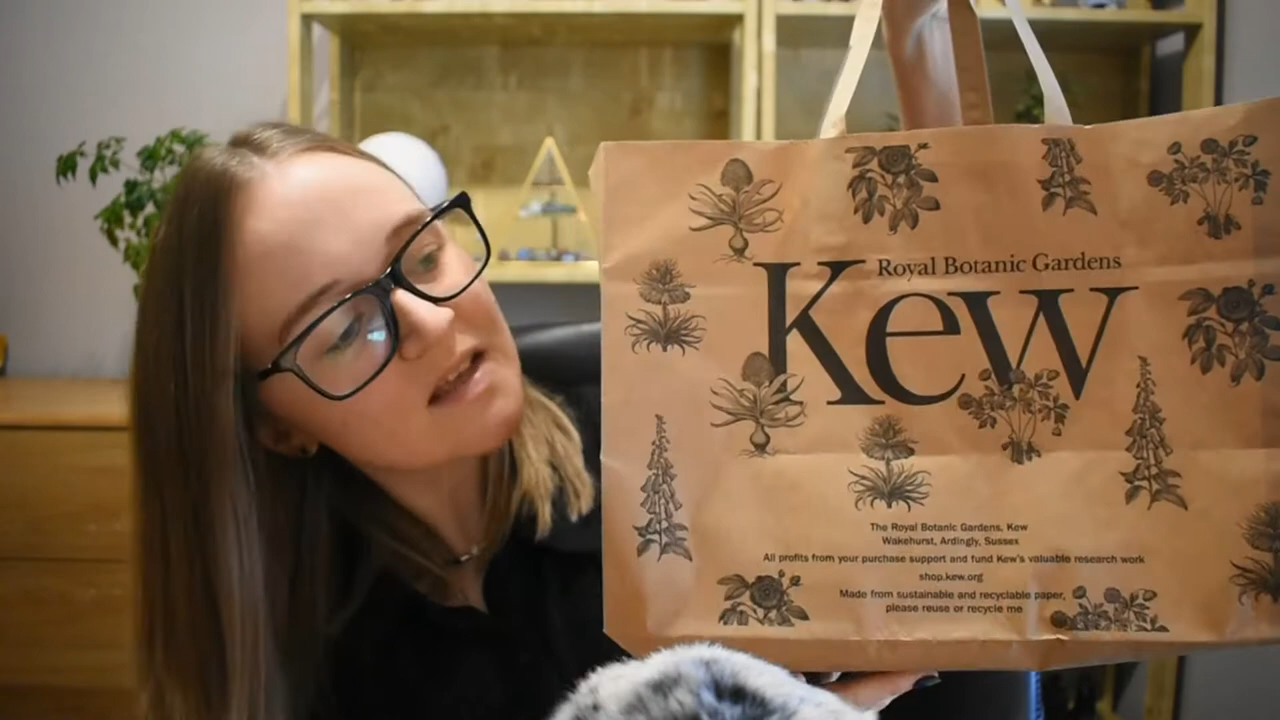 Royal Botanic Gardens
Kew
The Royal Botanic Gardens, Kew
Wakehurst, Ardingly, Sussex
All profits from your purchase support and fund Kew's valuable research work
shop.kew.org
Made from sustainable and recyclable paper,
please reuse or recycle me